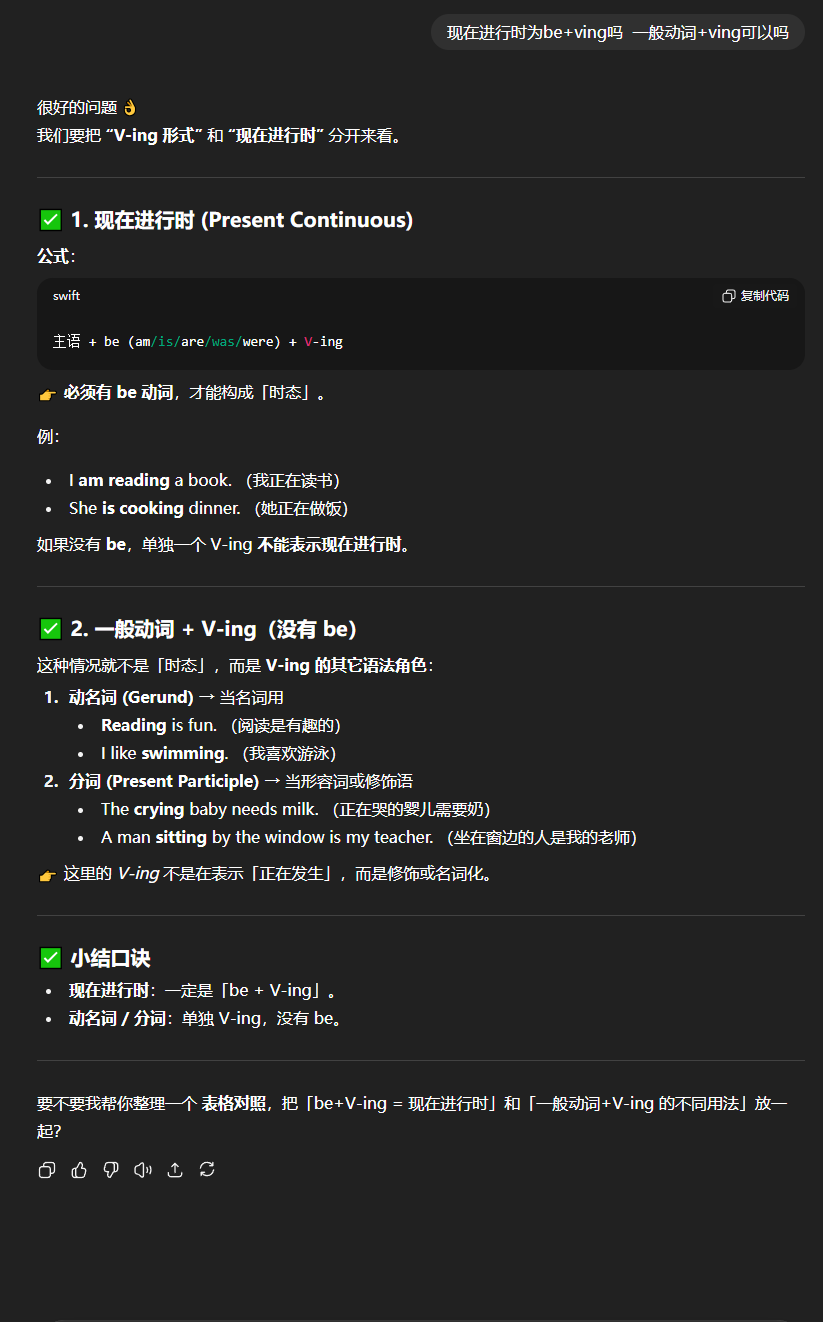 现在进行时为be+ving吗 一般动词+ving可以吗
很好的问题👌
我们要把 “V-ing 形式” 和 “现在进行时” 分开来看。
✅ 1. 现在进行时 (Present Continuous)
公式：
swift
复制代码
主语 + be (am/is/are/was/were) + V-ing
👉 必须有 be 动词，才能构成「时态」。
例：
• I am reading a book. （我正在读书）
• She is cooking dinner. （她正在做饭）
如果没有 be，单独一个 V-ing 不能表示现在进行时。
✅ 2. 一般动词 + V-ing（没有 be）
这种情况就不是「时态」，而是 V-ing 的其它语法角色：
1. 动名词 (Gerund) → 当名词用
• Reading is fun. （阅读是有趣的）
• I like swimming. （我喜欢游泳）
2. 分词 (Present Participle) → 当形容词或修饰语
• The crying baby needs milk. （正在哭的婴儿需要奶）
• A man sitting by the window is my teacher. （坐在窗边的人是我的老师）
👉 这里的 V-ing 不是在表示「正在发生」，而是修饰或名词化。
✅ 小结口诀
• 现在进行时：一定是「be + V-ing」。
• 动名词 / 分词：单独 V-ing，没有 be。
要不要我帮你整理一个 表格对照，把「be+V-ing = 现在进行时」和「一般动词+V-ing 的不同用法」放一
起？